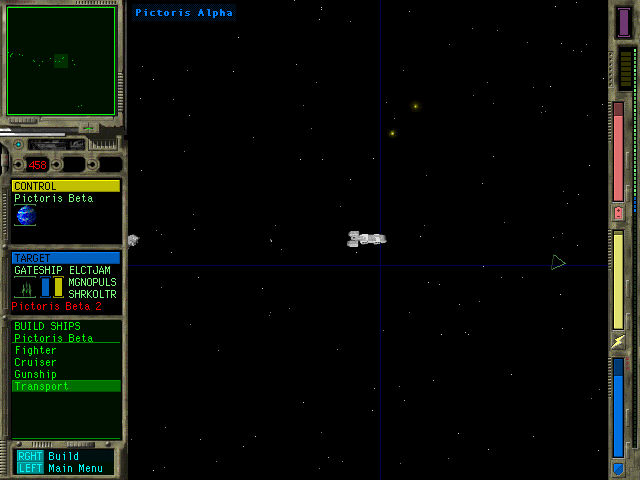 Pictoris Alpha
458
CONTROL
Pictoris Beta
TARGET
GATESHIP ELCTJAM
MGNOPULS
SHRKOLTR
Pictoris Beta 2
BUILD SHIPS
Pictoris Beta
Fighter
Cruiser
Gunship
Transport
RGHT Build
LEFT Main Menu